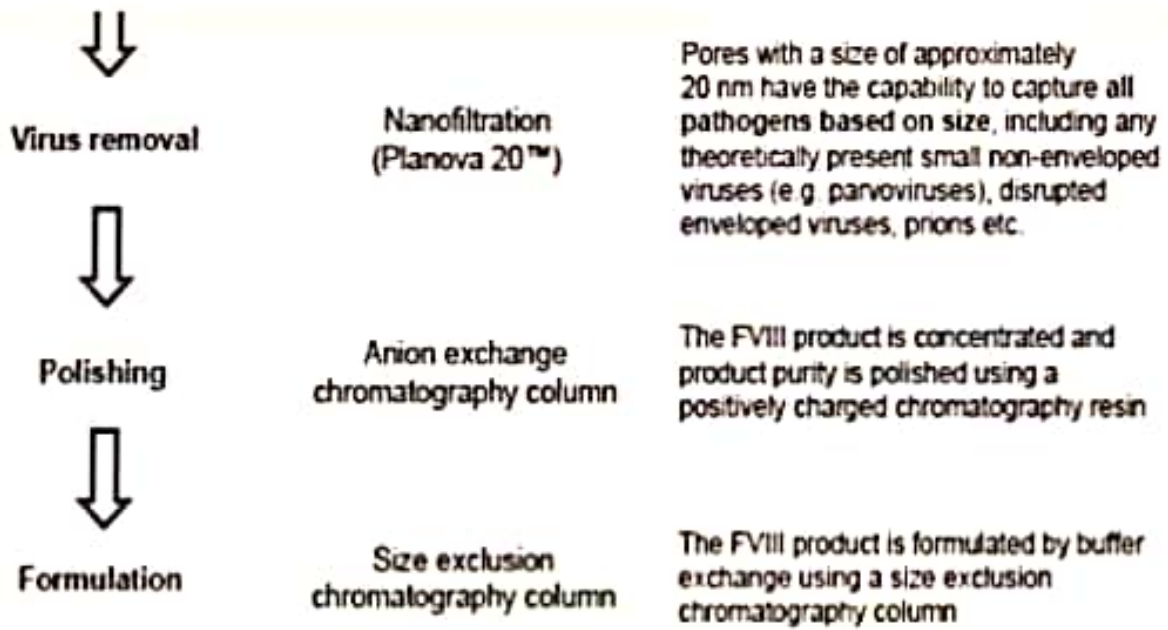 Virus removal
Nanofiltration
(Planova 20™)
Pores with a size of approximately
20 nm have the capability to capture all
pathogens based on size, including any
theoretically present small non-enveloped
viruses (e.g. parvoviruses), disrupted
enveloped viruses, prions etc.
Polishing
Anion exchange
chromatography column
The FVIII product is concentrated and
product purity is polished using a
positively charged chromatography resin
Formulation
Size exclusion
chromatography column
The FVIII product is formulated by buffer
exchange using a size exclusion
chromatography column